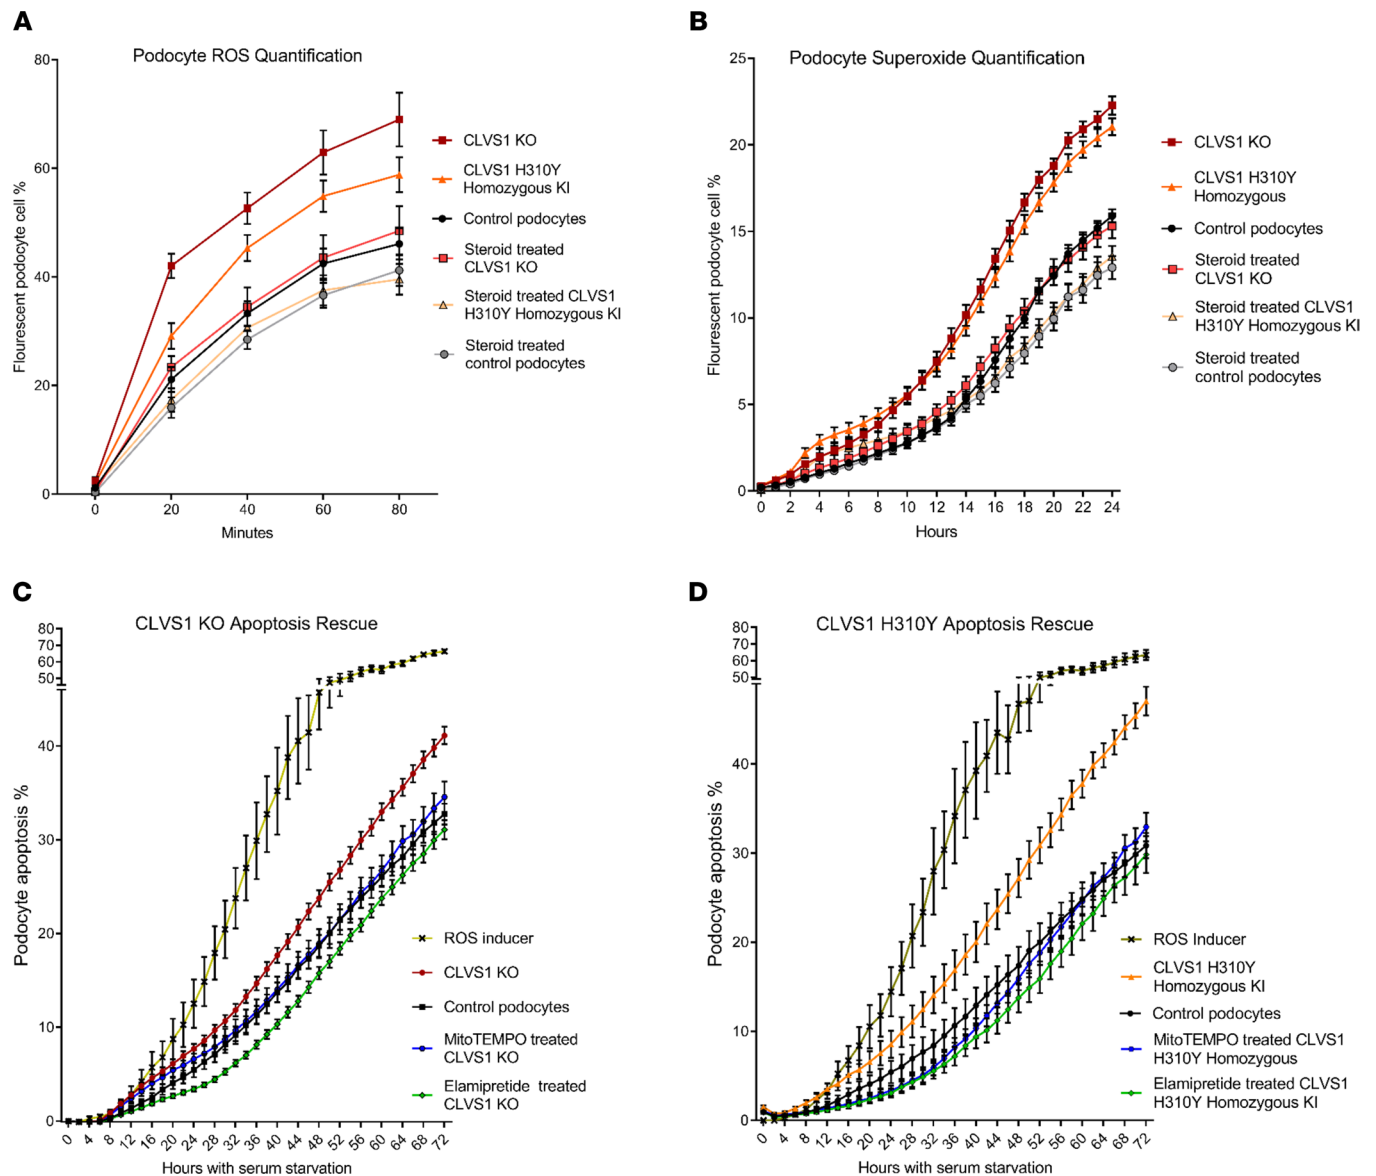 A
Podocyte ROS Quantification
80
60
40
20
0
Flourescent podocyte cell %
0 20 40 60 80
Minutes
CLVS1 KO
CLVS1 H310Y
Homozygous KI
Control podocytes
Steroid treated
CLVS1 KO
Steroid treated CLVS1
H310Y Homozygous KI
Steroid treated
control podocytes
B
Podocyte Superoxide Quantification
25
20
15
10
5
0
Flourescent podocyte cell %
0 2 4 6 8 10 12 14 16 18 20 22 24
Hours
CLVS1 KO
CLVS1 H310Y
Homozygous
Control podocytes
Steroid treated
CLVS1 KO
Steroid treated CLVS1
H310Y Homozygous KI
Steroid treated
control podocytes
C
CLVS1 KO Apoptosis Rescue
80
70
60
50
40
30
20
10
0
Podocyte apoptosis %
0 4 8 12 16 20 24 28 32 36 40 44 48 52 56 60 64 68 72
Hours with serum starvation
ROS inducer
CLVS1 KO
Control podocytes
MitoTEMPO treated
CLVS1 KO
Elamipretide treated
CLVS1 KO
D
CLVS1 H310Y Apoptosis Rescue
80
70
60
50
40
30
20
10
0
Podocyte apoptosis %
0 4 8 12 16 20 24 28 32 36 40 44 48 52 56 60 64 68 72
Hours with serum starvation
ROS Inducer
CLVS1 H310Y
Homozygous KI
Control podocytes
MitoTEMPO treated CLVS1
H310Y Homozygous
Elamipretide treated CLVS1
H310Y Homozygous KI